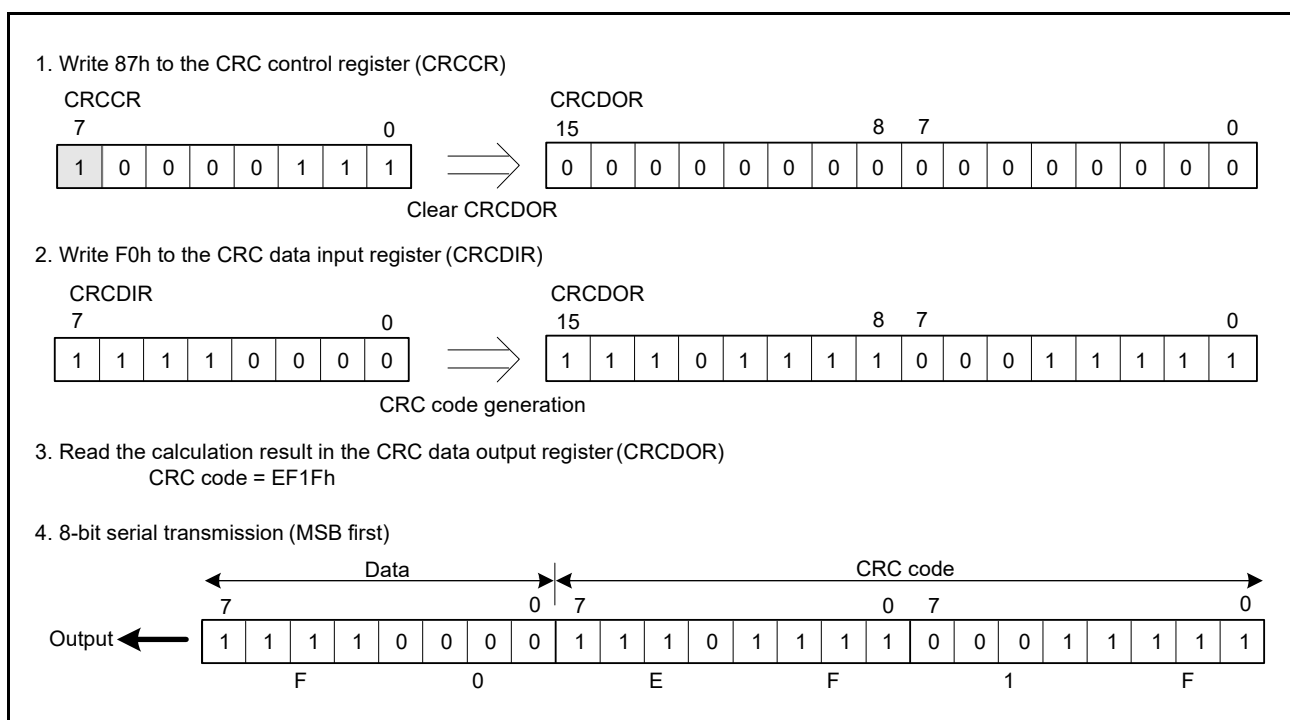 1. Write 87h to the CRC control register (CRCCR)
CRCCR CRCDOR
7 0 15 8 7 0
1 0 0 0 0 1 1 1 0 0 0 0 0 0 0 0 0 0 0 0 0 0 0 0
Clear CRCDOR
2. Write F0h to the CRC data input register (CRCDIR)
CRCDIR CRCDOR
7 0 15 8 7 0
1 1 1 1 0 0 0 0 1 1 1 0 1 1 1 1 0 0 0 1 1 1 1 1
CRC code generation
3. Read the calculation result in the CRC data output register (CRCDOR)
CRC code = EF1Fh
4. 8-bit serial transmission (MSB first)
Data CRC code
7 0 7 0 7 0
Output 1 1 1 1 0 0 0 0 1 1 1 0 1 1 1 1 0 0 0 1 1 1 1 1
F 0 E F 1 F